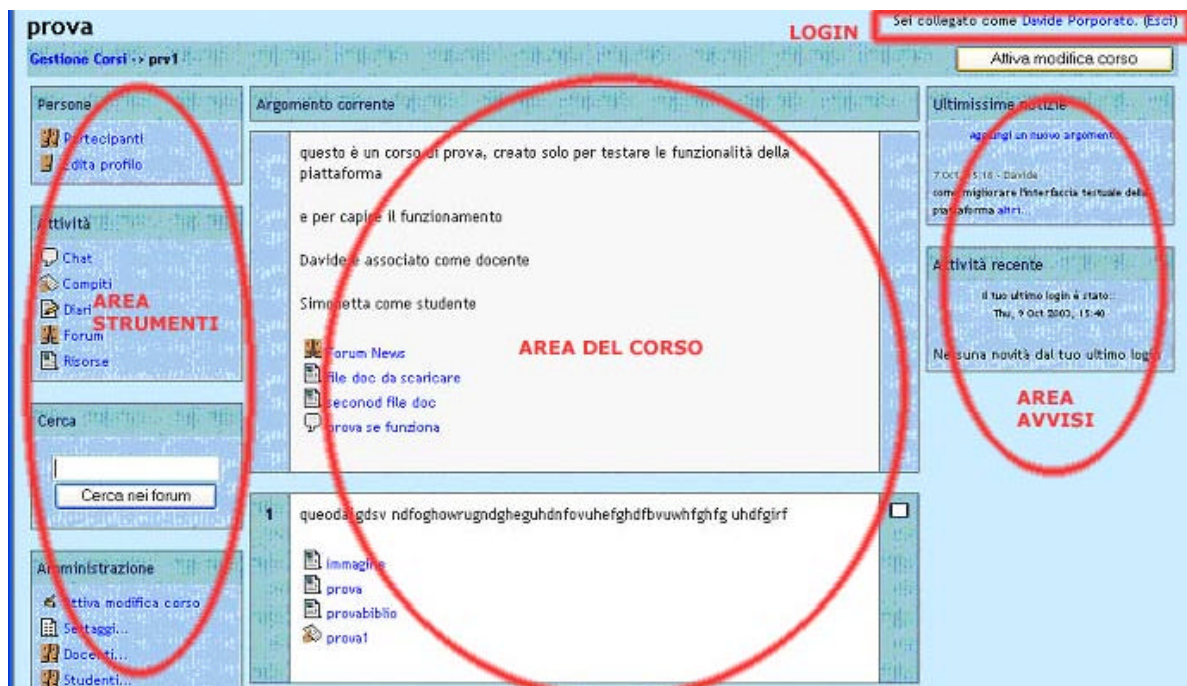 prova
LOGIN
Sei collegato come Davide Porporato. (Esci)
Gestione Corsi -> prv1
Attiva modifica corso
Persone
Partecipanti
Edita profilo
Attività
Chat
Compiti
Diari
Forum
Risorse
AREA
STRUMENTI
Cerca
Cerca nei forum
Amministrazione
Attiva modifica corso
Settaggi...
Docenti...
Studenti...
Argomento corrente
questo è un corso di prova, creato solo per testare le funzionalità della
piattaforma
e per capire il funzionamento
Davide è associato come docente
Simonetta come studente
Forum News
file doc da scaricare
seconod file doc
prova se funziona
AREA DEL CORSO
1
queodaigdsv ndfoghowrugndgheguhdnfovuhefghdfbvuwhfghfg uhdfgirf
immagine
prova
provabiblio
prova1
Ultimissime notizie
Aggiungi un nuovo argomento...
7 Oct, 15:18 - Davide
come migliorare l'interfaccia testuale della
piattaforma altri...
Attività recente
Il tuo ultimo login è stato:
Thu, 9 Oct 2003, 15:40
Nessuna novità dal tuo ultimo login
AREA
AVVISI